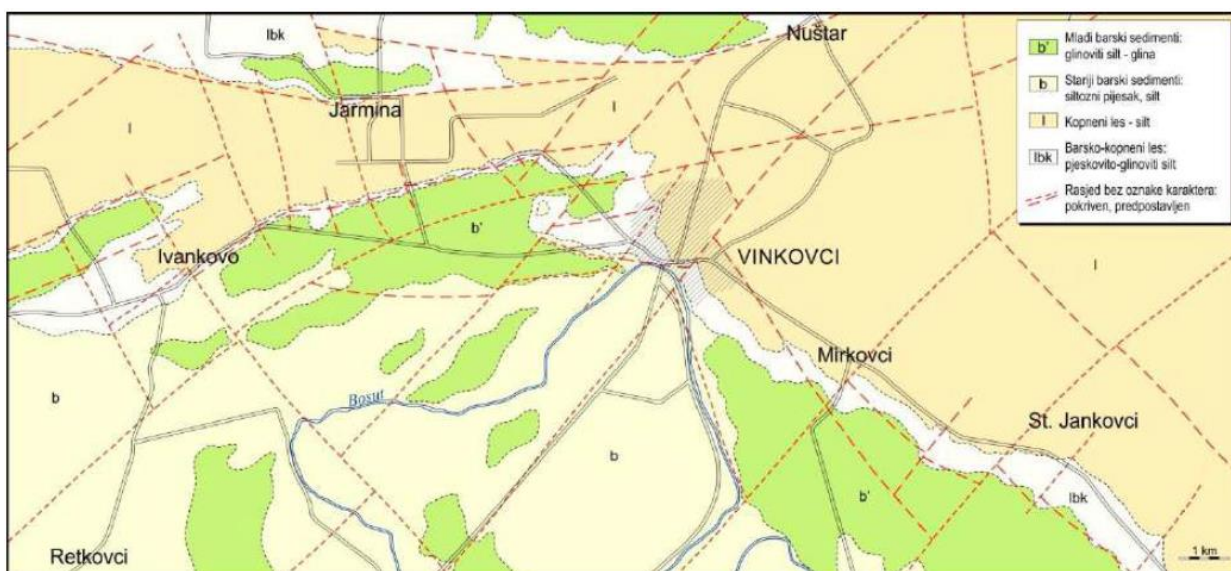 lbk
Nuštar
Jarmina
l
l
b' Mlađi barski sedimenti:
glinoviti silt - glina
b Stariji barski sedimenti:
siltozni pijesak, silt
l Kopneni les - silt
lbk Barsko-kopneni les:
pjeskovito-glinoviti silt
Rasjed bez oznake karaktera:
pokriven, predpostavljen
b'
Ivankovo
VINKOVCI
l
Mirkovci
b
Bosut
St. Jankovci
b
lbk
b'
Retkovci
1 km